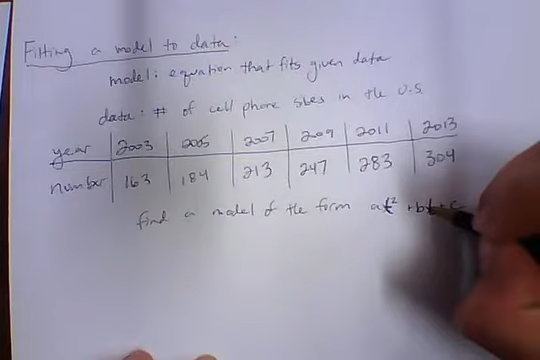 Fitting a model to data:
model: equation that fits given data
data: # of cell phone sites in the U.S.
year 2003 2005 2007 2009 2011 2013
number 163 184 213 247 283 304
find a model of the form at² + bt + c